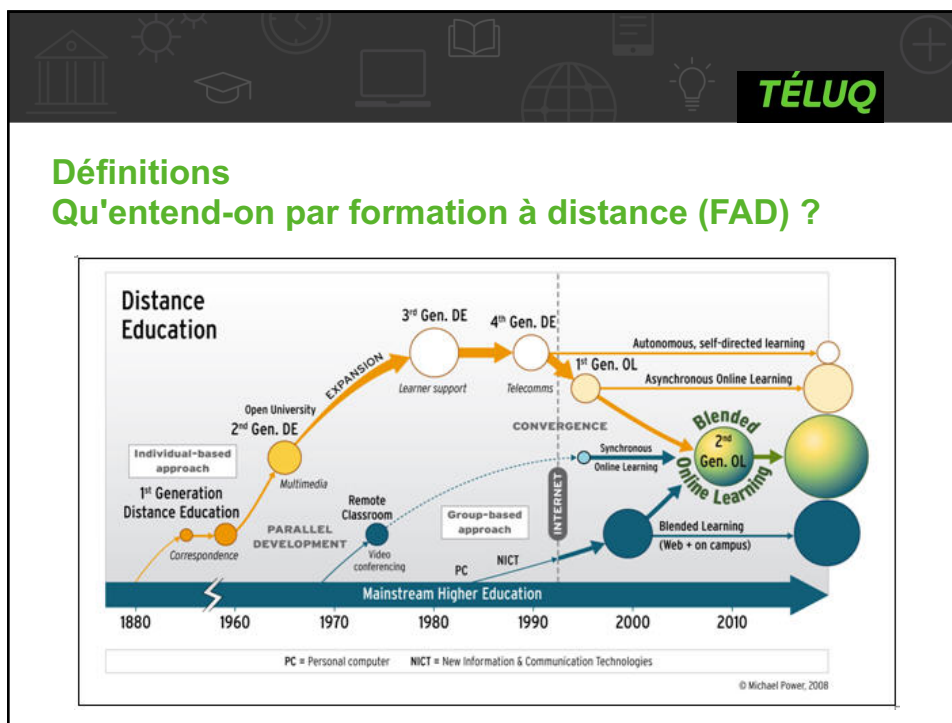 TÉLUQ
Définitions
Qu'entend-on par formation à distance (FAD) ?
Distance
Education
3rd Gen. DE
4th Gen. DE
Autonomous, self-directed learning
1st Gen. OL
Asynchronous Online Learning
EXPANSION
Learner support
Telecomms
Open University
2nd Gen. DE
Multimedia
CONVERGENCE
Blended
2nd
Gen. OL
Online Learning
Individual-based
approach
Synchronous
Online Learning
1st Generation
Distance Education
Correspondence
PARALLEL
DEVELOPMENT
Remote
Classroom
Video
conferencing
Group-based
approach
INTERNET
Blended Learning
(Web + on campus)
PC
NICT
Mainstream Higher Education
1880 1960 1970 1980 1990 2000 2010
PC = Personal computer NICT = New Information & Communication Technologies
© Michael Power, 2008